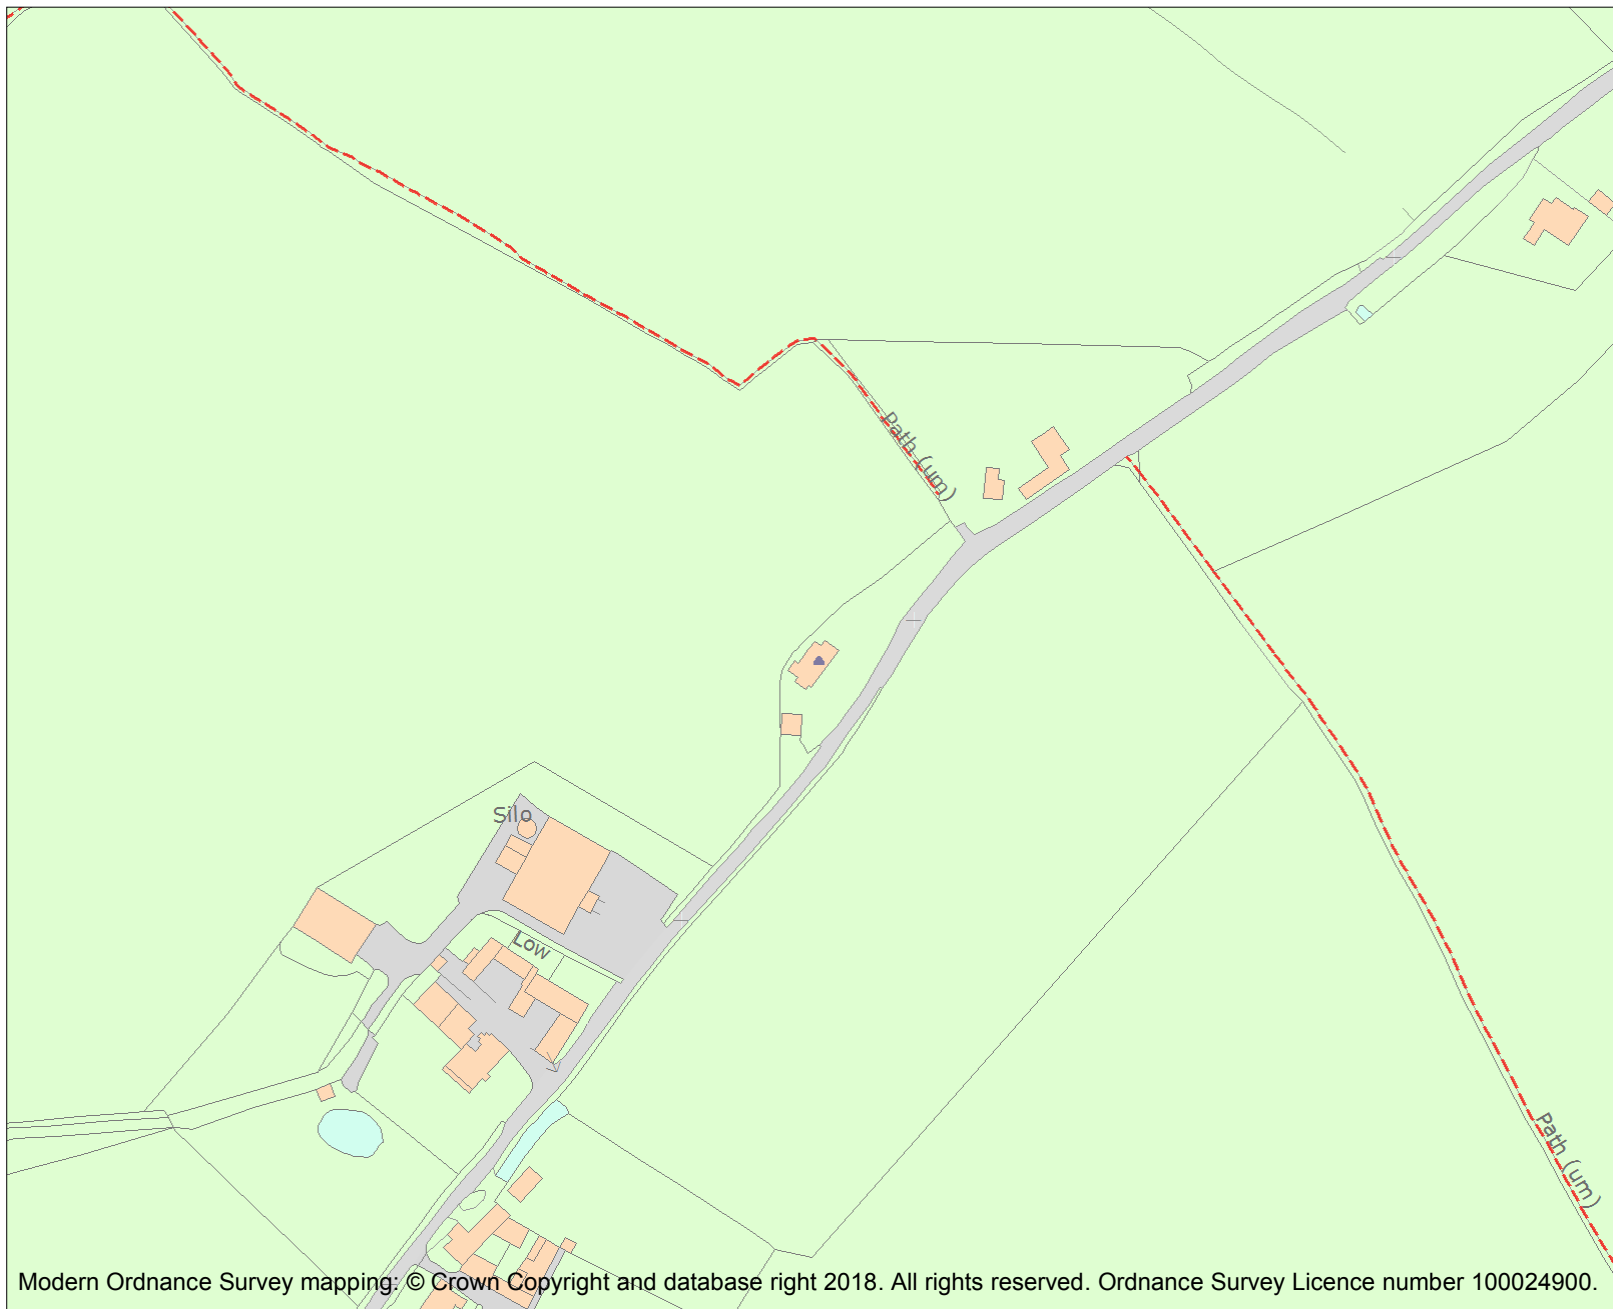 Path (um)
Silo
Low
Path (um)
Modern Ordnance Survey mapping: © Crown Copyright and database right 2018. All rights reserved. Ordnance Survey Licence number 100024900.